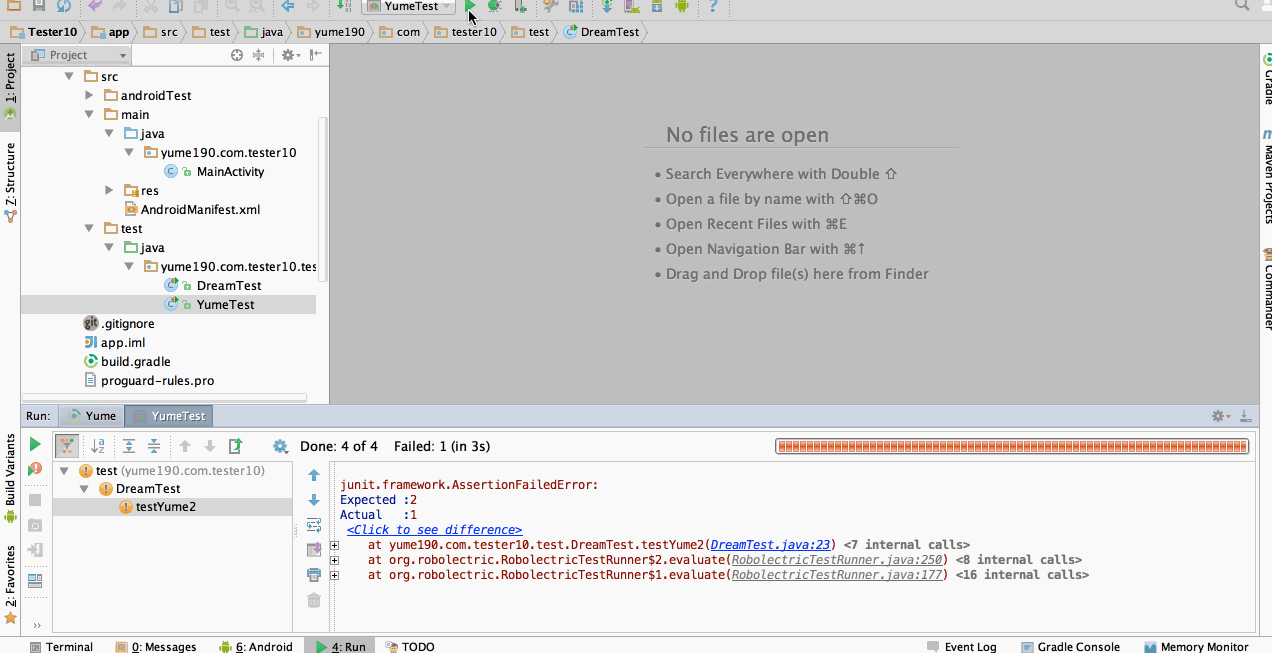 YumeTest
Tester10 app src test java yume190 com tester10 test DreamTest
1: Project
Z: Structure
Build Variants
2: Favorites
Project
src
androidTest
main
java
yume190.com.tester10
MainActivity
res
AndroidManifest.xml
test
java
yume190.com.tester10.tes
DreamTest
YumeTest
.gitignore
app.iml
build.gradle
proguard-rules.pro
No files are open
• Search Everywhere with Double ⇧
• Open a file by name with ⇧⌘O
• Open Recent Files with ⌘E
• Open Navigation Bar with ⌘↑
• Drag and Drop file(s) here from Finder
Gradle
Maven Projects
Commander
Run: Yume YumeTest
Done: 4 of 4 Failed: 1 (in 3s)
test (yume190.com.tester10)
DreamTest
testYume2
junit.framework.AssertionFailedError:
Expected :2
Actual :1
<Click to see difference>
at yume190.com.tester10.test.DreamTest.testYume2(DreamTest.java:23) <7 internal calls>
at org.robolectric.RobolectricTestRunner$2.evaluate(RobolectricTestRunner.java:250) <8 internal calls>
at org.robolectric.RobolectricTestRunner$1.evaluate(RobolectricTestRunner.java:177) <16 internal calls>
Terminal 0: Messages 6: Android 4: Run TODO Event Log Gradle Console Memory Monitor